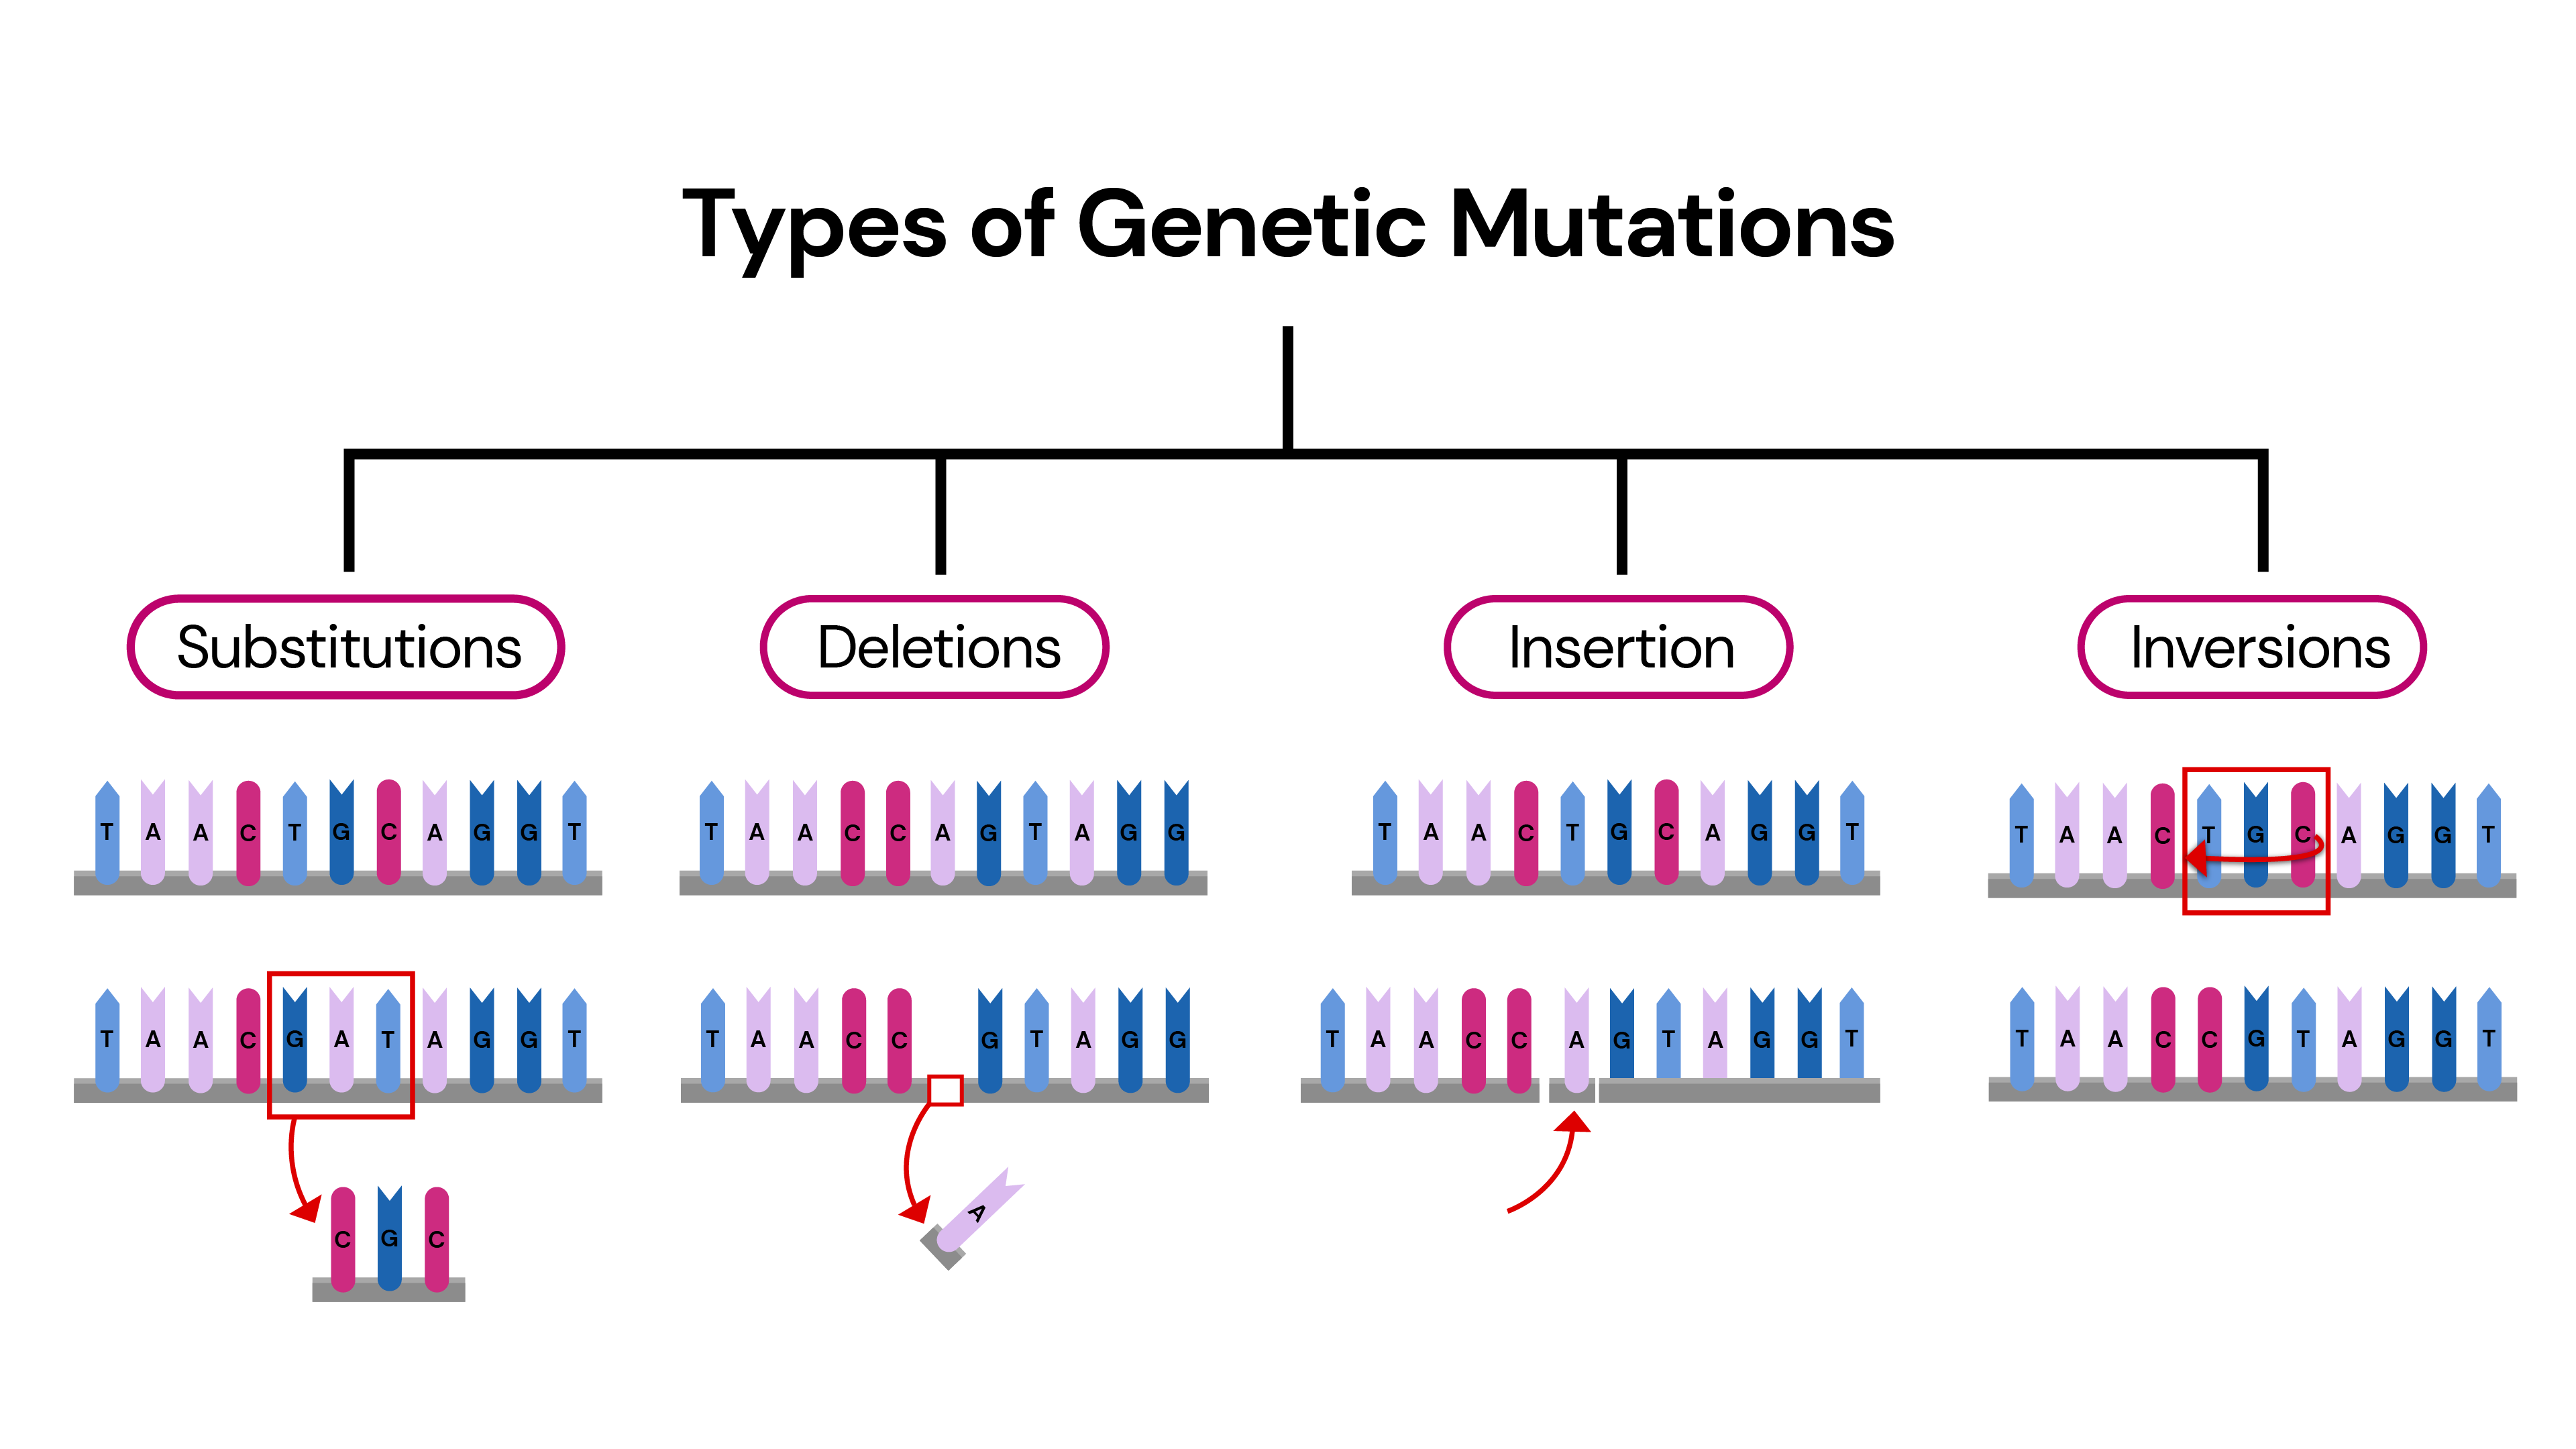 Types of Genetic Mutations
Substitutions
Deletions
Insertion
Inversions
T A A C T G C A G G T
T A A C C A G T A G G
T A A C T G C A G G T
T A A C T G C A G G T
T A A C G A T A G G T
T A A C C G T A G G
T A A C C A G T A G G T
T A A C C G T A G G T
C G C
A